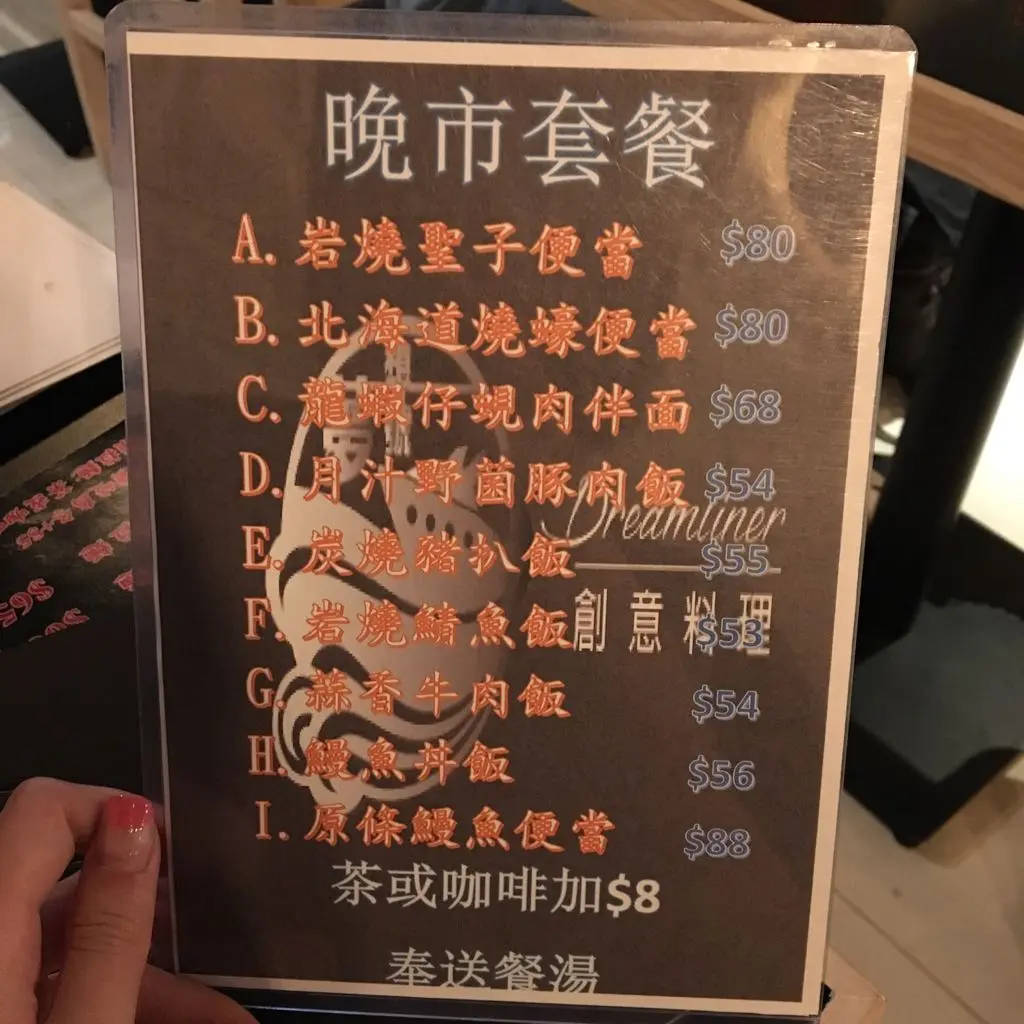 晚市套餐
A. 岩燒聖子便當 $80
B. 北海道燒蠔便當 $80
C. 龍蝦仔蜆肉伴面 $68
D. 月汁野菌豚肉飯 $54
Dreamliner
E. 炭燒豬扒飯 $55
F. 岩燒鯖魚飯 $53
創意料理
G. 蒜香牛肉飯 $54
H. 鰻魚丼飯 $56
I. 原條鰻魚便當 $88
茶或咖啡加$8
奉送餐湯